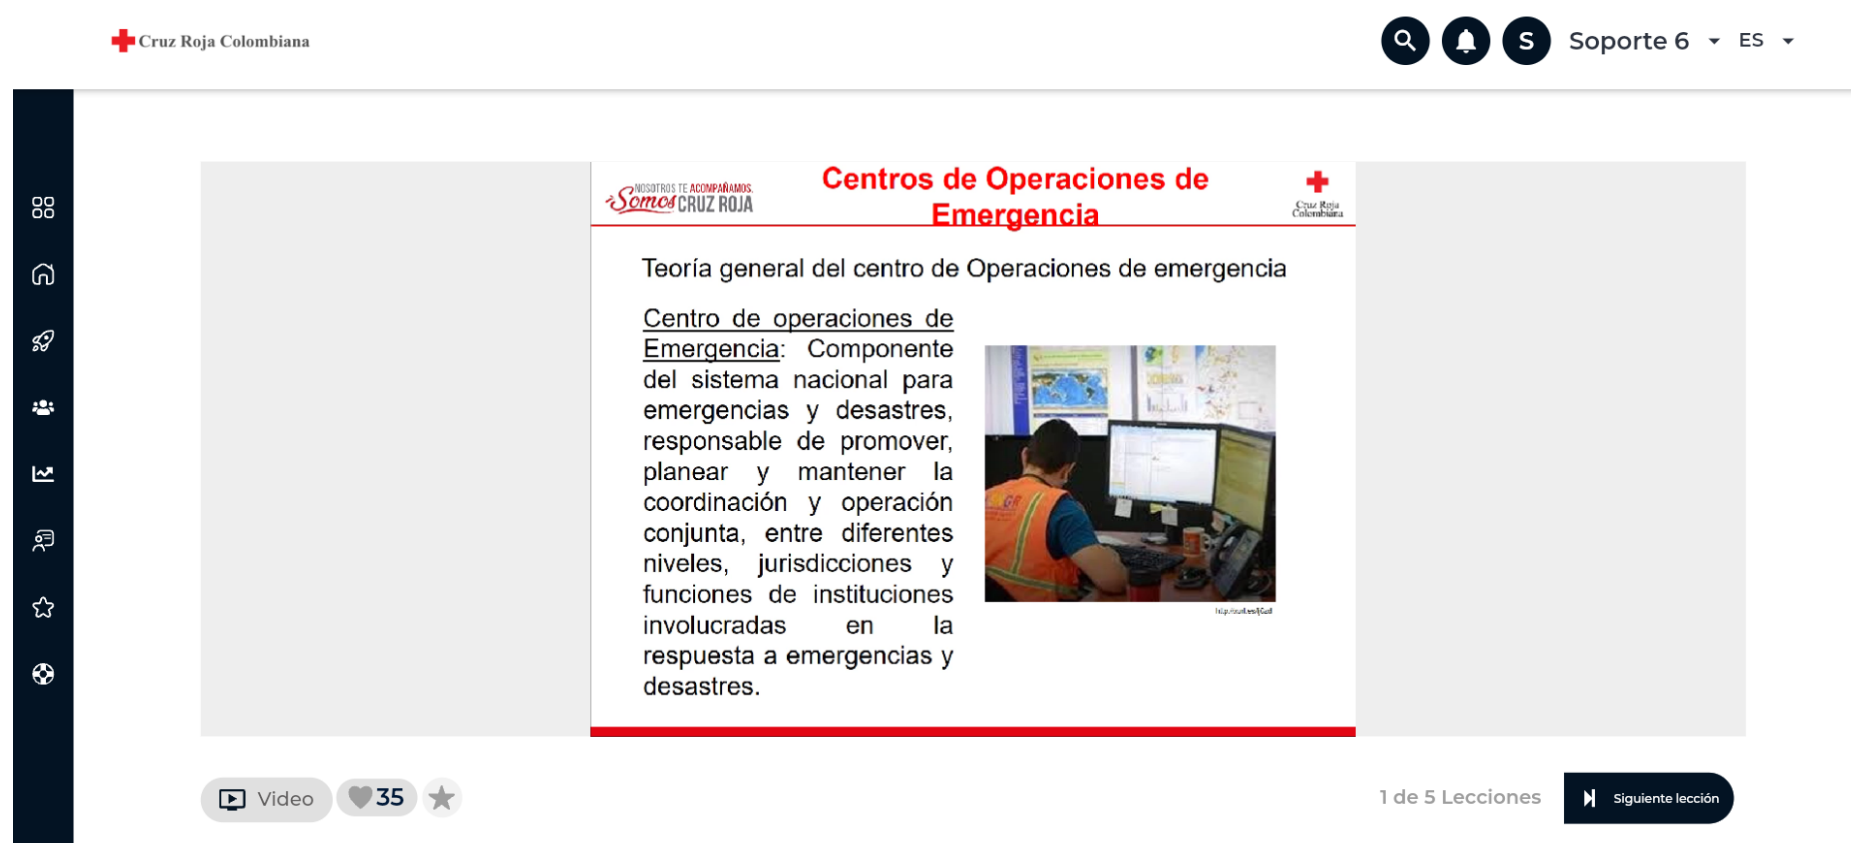 Cruz Roja Colombiana
S
Soporte 6
ES
NOSOTROS TE ACOMPAÑAMOS.
Somos CRUZ ROJA
Centros de Operaciones de
Emergencia
Cruz Roja
Colombiana
Teoría general del centro de Operaciones de emergencia
Centro de operaciones de
Emergencia: Componente
del sistema nacional para
emergencias y desastres,
responsable de promover,
planear y mantener la
coordinación y operación
conjunta, entre diferentes
niveles, jurisdicciones y
funciones de instituciones
involucradas en la
respuesta a emergencias y
desastres.
Video
35
1 de 5 Lecciones
Siguiente lección